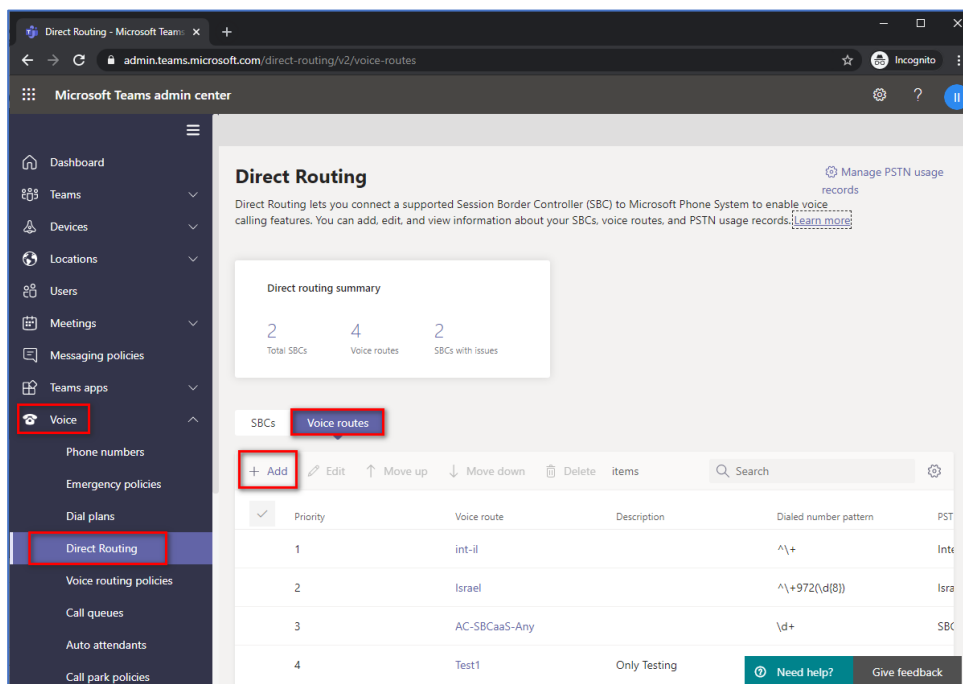 Direct Routing - Microsoft Teams
admin.teams.microsoft.com/direct-routing/v2/voice-routes
Incognito
Microsoft Teams admin center
?
II
Dashboard
Teams
Devices
Locations
Users
Meetings
Messaging policies
Teams apps
Voice
Phone numbers
Emergency policies
Dial plans
Direct Routing
Voice routing policies
Call queues
Auto attendants
Call park policies
Direct Routing
Manage PSTN usage
records
Direct Routing lets you connect a supported Session Border Controller (SBC) to Microsoft Phone System to enable voice
calling features. You can add, edit, and view information about your SBCs, voice routes, and PSTN usage records. Learn more
Direct routing summary
2 4 2
Total SBCs Voice routes SBCs with issues
SBCs Voice routes
+ Add Edit ↑ Move up ↓ Move down Delete items Search
Priority Voice route Description Dialed number pattern PST
1 int-il ^\+ Inte
2 Israel ^\+972(\d{8}) Isra
3 AC-SBCaaS-Any \d+ SBC
4 Test1 Only Testing
Need help? Give feedback